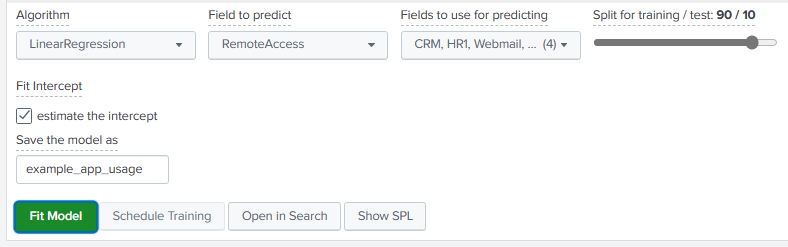 Algorithm Field to predict Fields to use for predicting Split for training / test: 90 / 10
LinearRegression RemoteAccess CRM, HR1, Webmail, ... (4)
Fit Intercept
estimate the intercept
Save the model as
example_app_usage
Fit Model Schedule Training Open in Search Show SPL